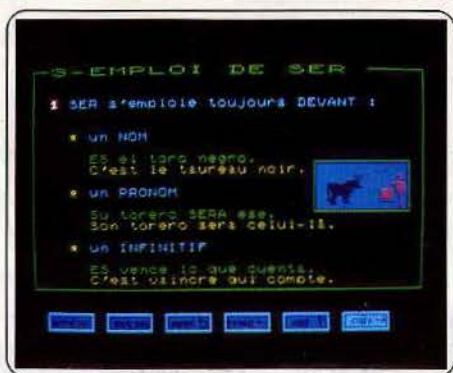 S-EMPLOI DE SER
1 SER s'emploie toujours DEVANT :
* un NOM
ES el toro negro.
C'est le taureau noir.
* un PRONOM
Su torero SERA ese.
Son torero sera celui-là.
* un INFINITIF
ES vence lo que cuenta.
C'est vaincre qui compte.